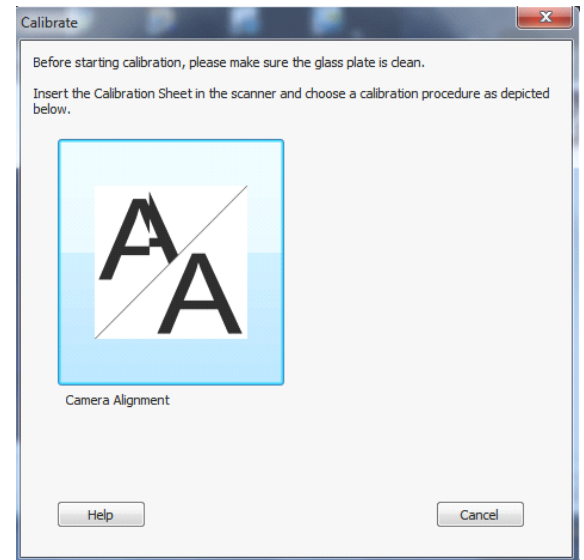 Calibrate
Before starting calibration, please make sure the glass plate is clean.
Insert the Calibration Sheet in the scanner and choose a calibration procedure as depicted
below.
A
A
Camera Alignment
Help
Cancel